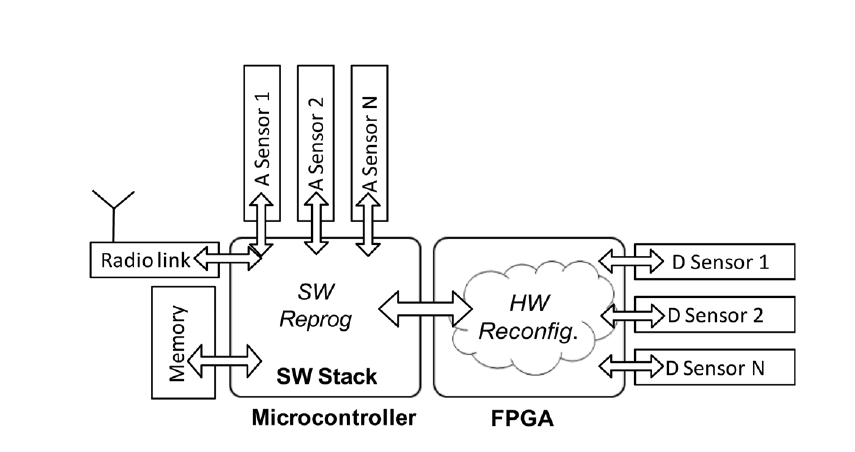 A Sensor 1
A Sensor 2
A Sensor N
Radio link
Memory
SW
Reprog
SW Stack
Microcontroller
HW
Reconfig.
FPGA
D Sensor 1
D Sensor 2
D Sensor N